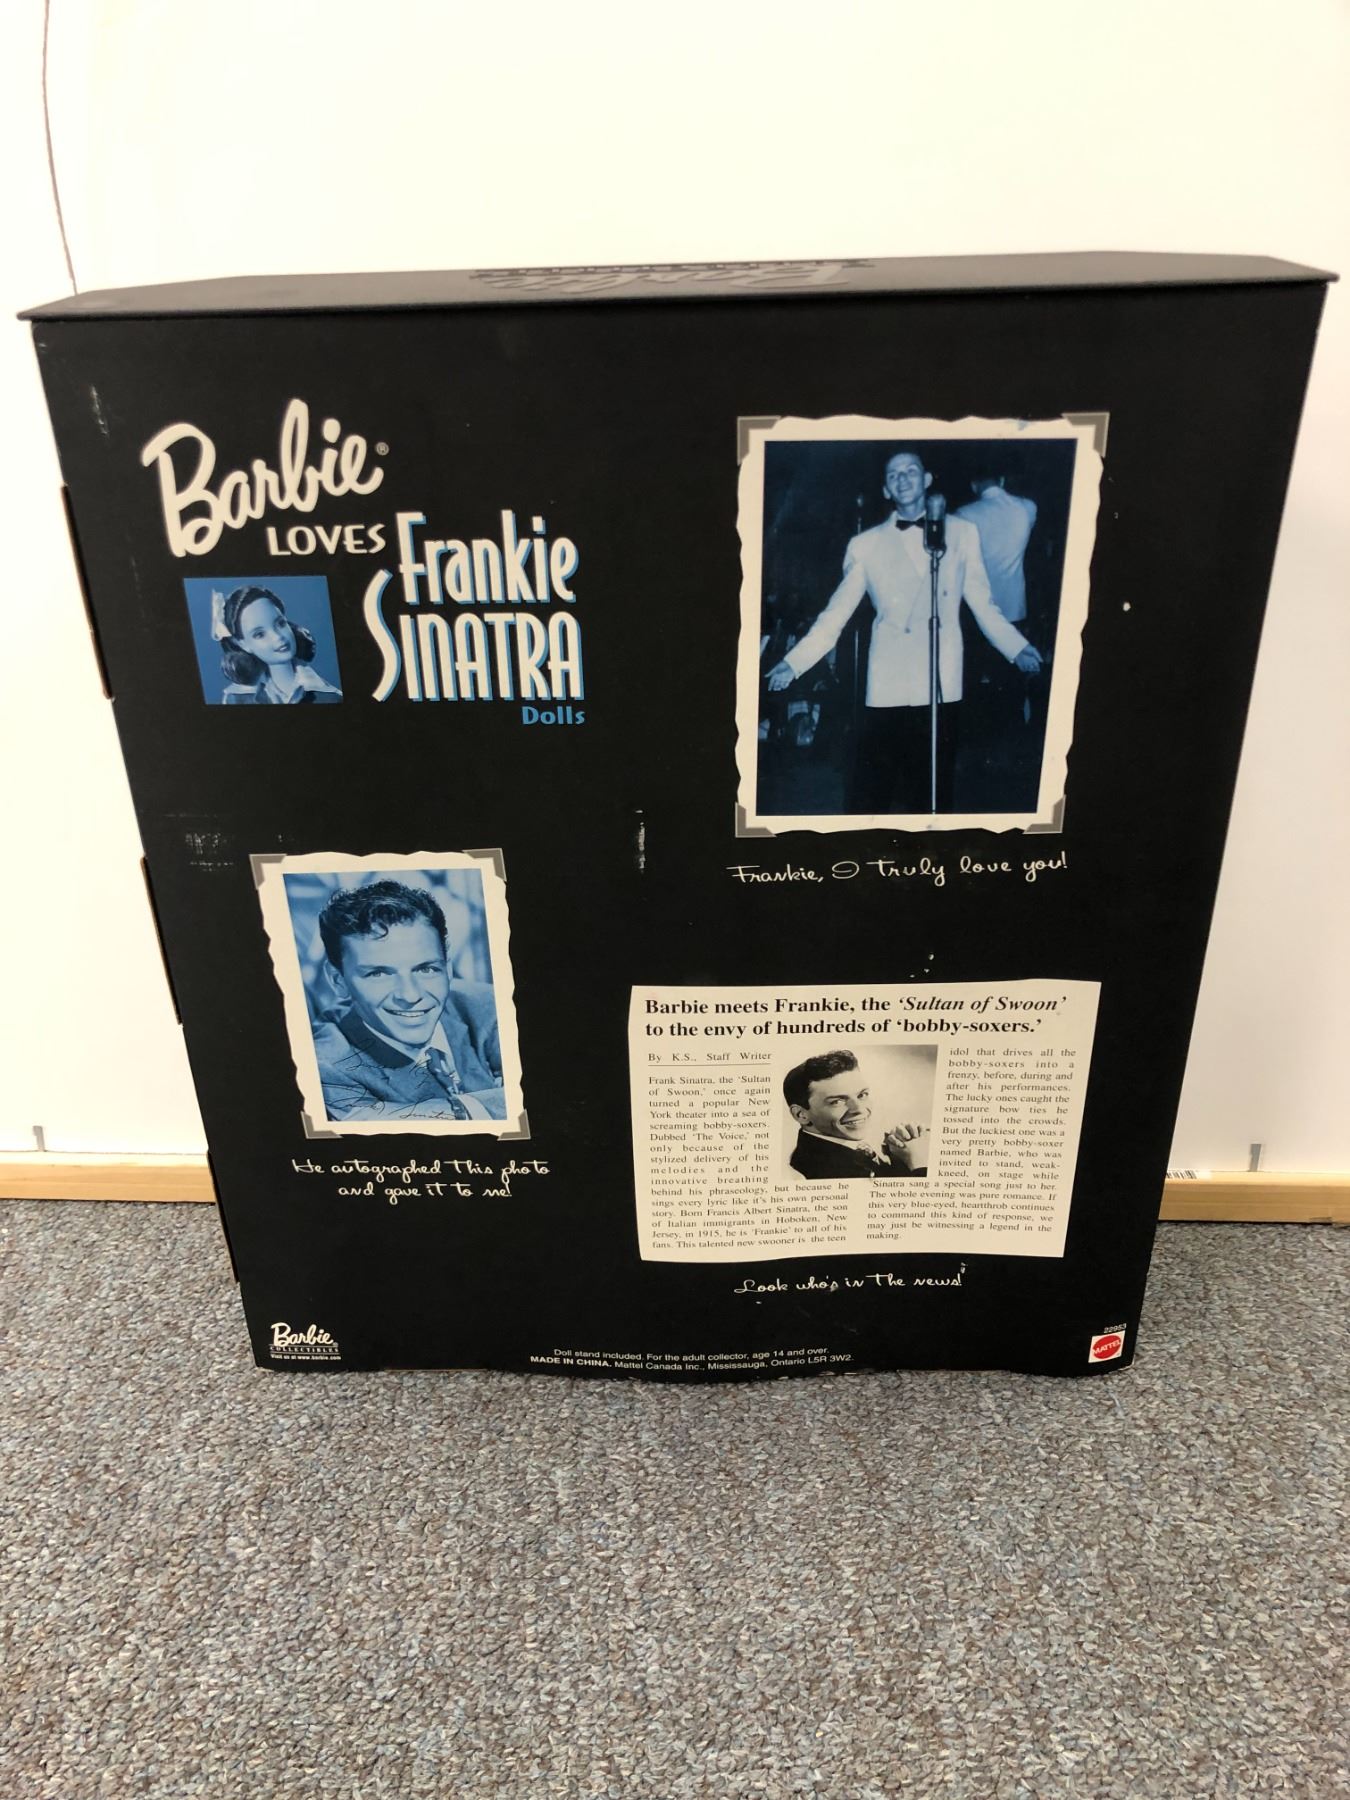 Barbie®
LOVES
Frankie
SINATRA
Dolls
Frankie, I Truly love you!
He autographed This photo
and gave it to me!
Barbie meets Frankie, the ‘Sultan of Swoon’
to the envy of hundreds of ‘bobby-soxers.’
By K.S., Staff Writer
Frank Sinatra, the ‘Sultan
of Swoon,’ once again
turned a popular New
York theater into a sea of
screaming bobby-soxers.
Dubbed ‘The Voice,’ not
only because of the
stylized delivery of his
melodies and the
innovative breathing
behind his phraseology, but because he
sings every lyric like it’s his own personal
story. Born Francis Albert Sinatra, the son
of Italian immigrants in Hoboken, New
Jersey, in 1915, he is ‘Frankie’ to all of his
fans. This talented new swooner is the teen
idol that drives all the
bobby-soxers into a
frenzy, before, during and
after his performances.
The lucky ones caught the
signature bow ties he
tossed into the crowds.
But the luckiest one was a
very pretty bobby-soxer
named Barbie, who was
invited to stand, weak-
kneed, on stage while
Sinatra sang a special song just to her.
The whole evening was pure romance. If
this very blue-eyed, heartthrob continues
to command this kind of response, we
may just be witnessing a legend in the
making.
Look who's in The news!
Barbie
COLLECTIBLES
Visit us at www.barbie.com
Doll stand included. For the adult collector, age 14 and over.
MADE IN CHINA. Mattel Canada Inc., Mississauga, Ontario L5R 3W2.
22953
MATTEL